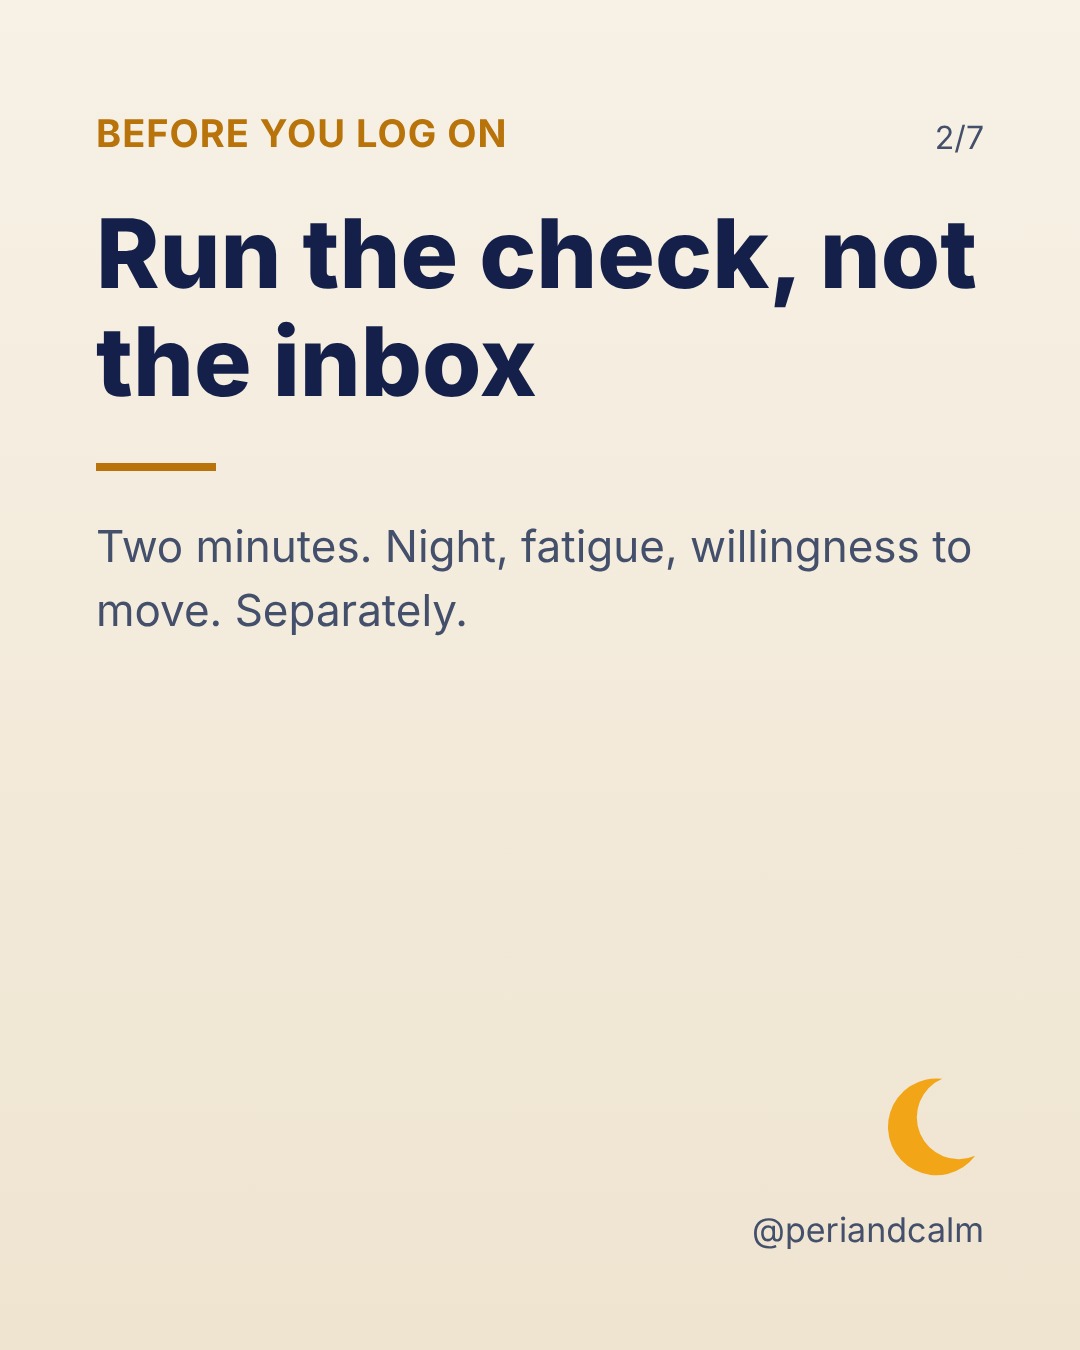 BEFORE YOU LOG ON
2/7
Run the check, not
the inbox
Two minutes. Night, fatigue, willingness to
move. Separately.
@periandcalm